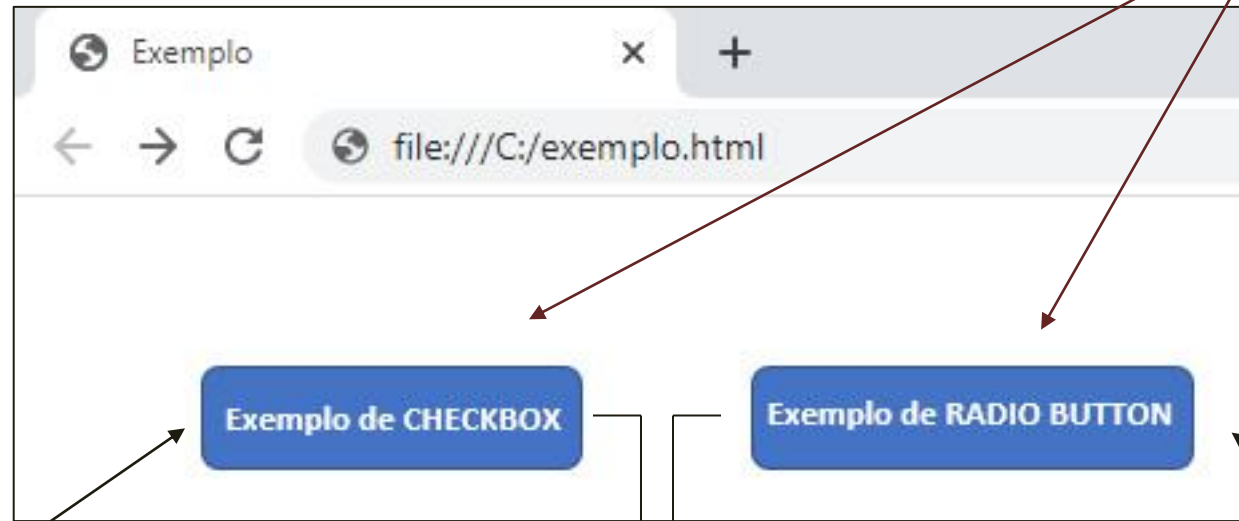 Exemplo
file:///C:/exemplo.html
Exemplo de CHECKBOX
Exemplo de RADIO BUTTON